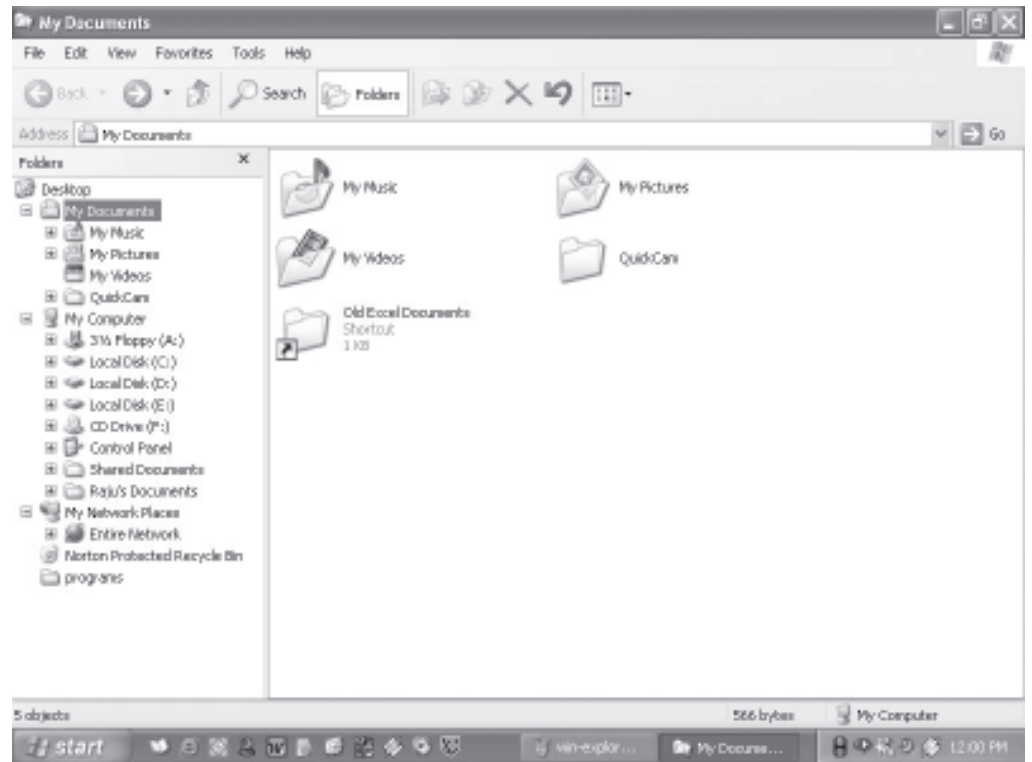 My Documents
File Edit View Favorites Tools Help
Back Search Folders
Address My Documents Go
Folders
Desktop
My Documents
My Music
My Pictures
My Videos
QuickCam
My Computer
3½ Floppy (A:)
Local Disk (C:)
Local Disk (D:)
Local Disk (E:)
CD Drive (F:)
Control Panel
Shared Documents
Raju's Documents
My Network Places
Entire Network
Norton Protected Recycle Bin
programs
My Music My Pictures
My Videos QuickCam
Old Excel Documents
Shortcut
1 KB
5 objects 566 bytes My Computer
start win-explor... My Docume... 12:00 PM